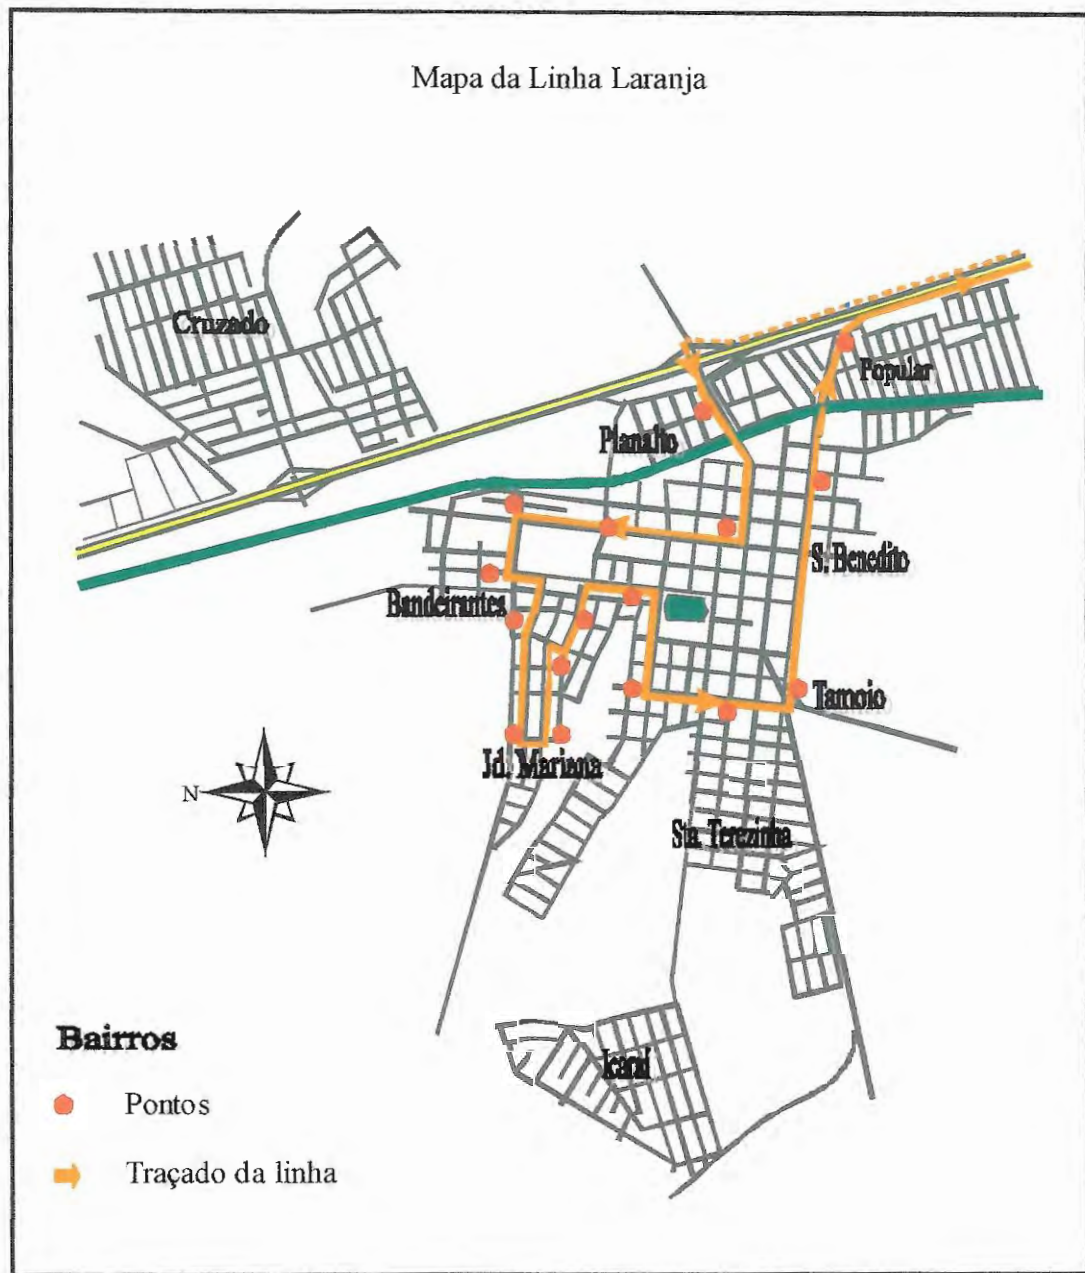 Mapa da Linha Laranja
Cruzado
Popular
Planalto
S. Benedito
Bandeirantes
Tamoio
Jd. Mariana
N
Sta. Terezinha
Icaraí
Bairros
Pontos
Traçado da linha